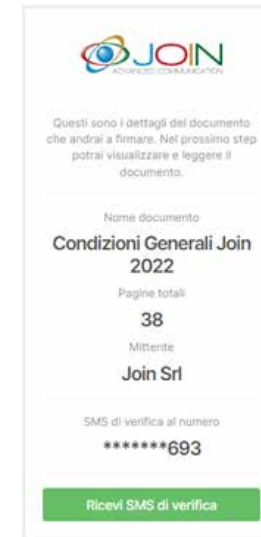 JOIN
ADVANCED COMMUNICATION
Questi sono i dettagli del documento
che andrai a firmare. Nel prossimo step
potrai visualizzare e leggere il
documento.
Nome documento
Condizioni Generali Join
2022
Pagine totali
38
Mittente
Join Srl
SMS di verifica al numero
*******693
Ricevi SMS di verifica